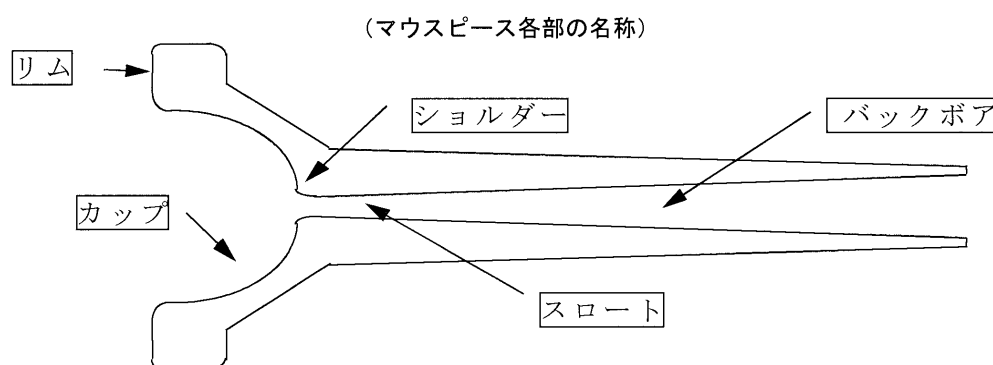 （マウスピース各部の名称）
リム
ショルダー
バックボア
カップ
スロート